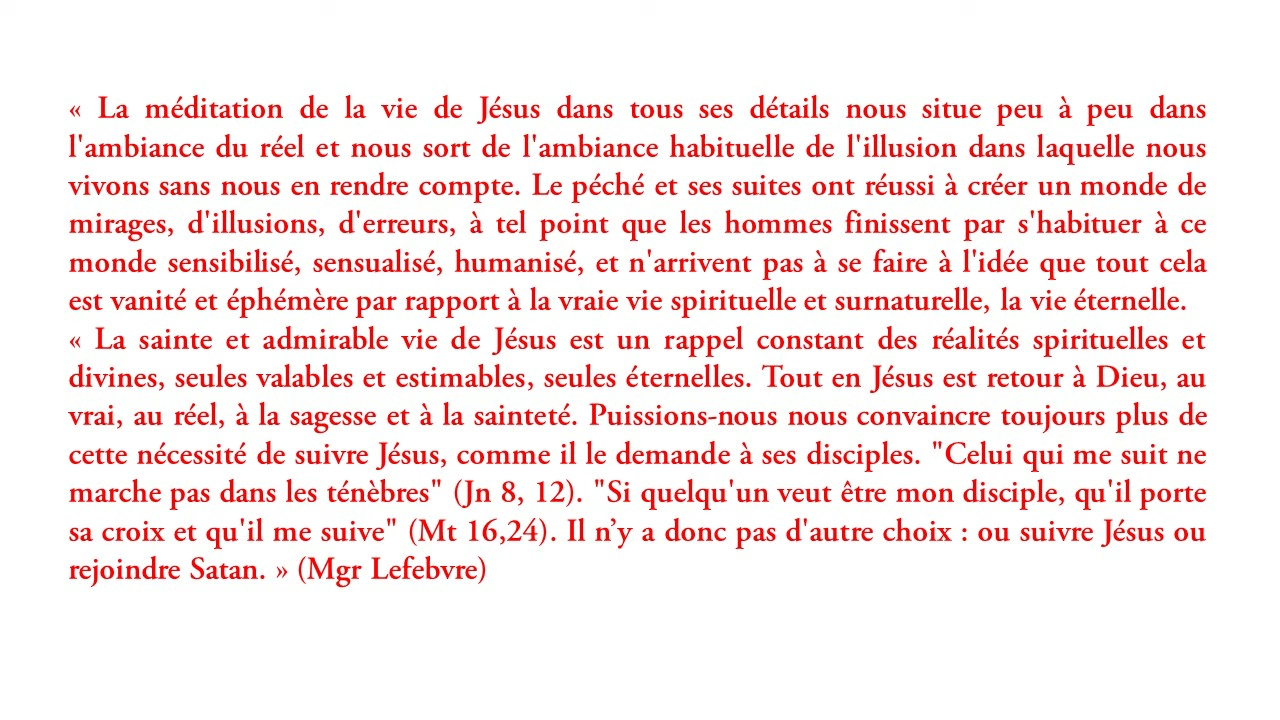 « La méditation de la vie de Jésus dans tous ses détails nous situe peu à peu dans
l'ambiance du réel et nous sort de l'ambiance habituelle de l'illusion dans laquelle nous
vivons sans nous en rendre compte. Le péché et ses suites ont réussi à créer un monde de
mirages, d'illusions, d'erreurs, à tel point que les hommes finissent par s'habituer à ce
monde sensibilisé, sensualisé, humanisé, et n'arrivent pas à se faire à l'idée que tout cela
est vanité et éphémère par rapport à la vraie vie spirituelle et surnaturelle, la vie éternelle.
« La sainte et admirable vie de Jésus est un rappel constant des réalités spirituelles et
divines, seules valables et estimables, seules éternelles. Tout en Jésus est retour à Dieu, au
vrai, au réel, à la sagesse et à la sainteté. Puissions-nous nous convaincre toujours plus de
cette nécessité de suivre Jésus, comme il le demande à ses disciples. "Celui qui me suit ne
marche pas dans les ténèbres" (Jn 8, 12). "Si quelqu'un veut être mon disciple, qu'il porte
sa croix et qu'il me suive" (Mt 16,24). Il n’y a donc pas d'autre choix : ou suivre Jésus ou
rejoindre Satan. » (Mgr Lefebvre)